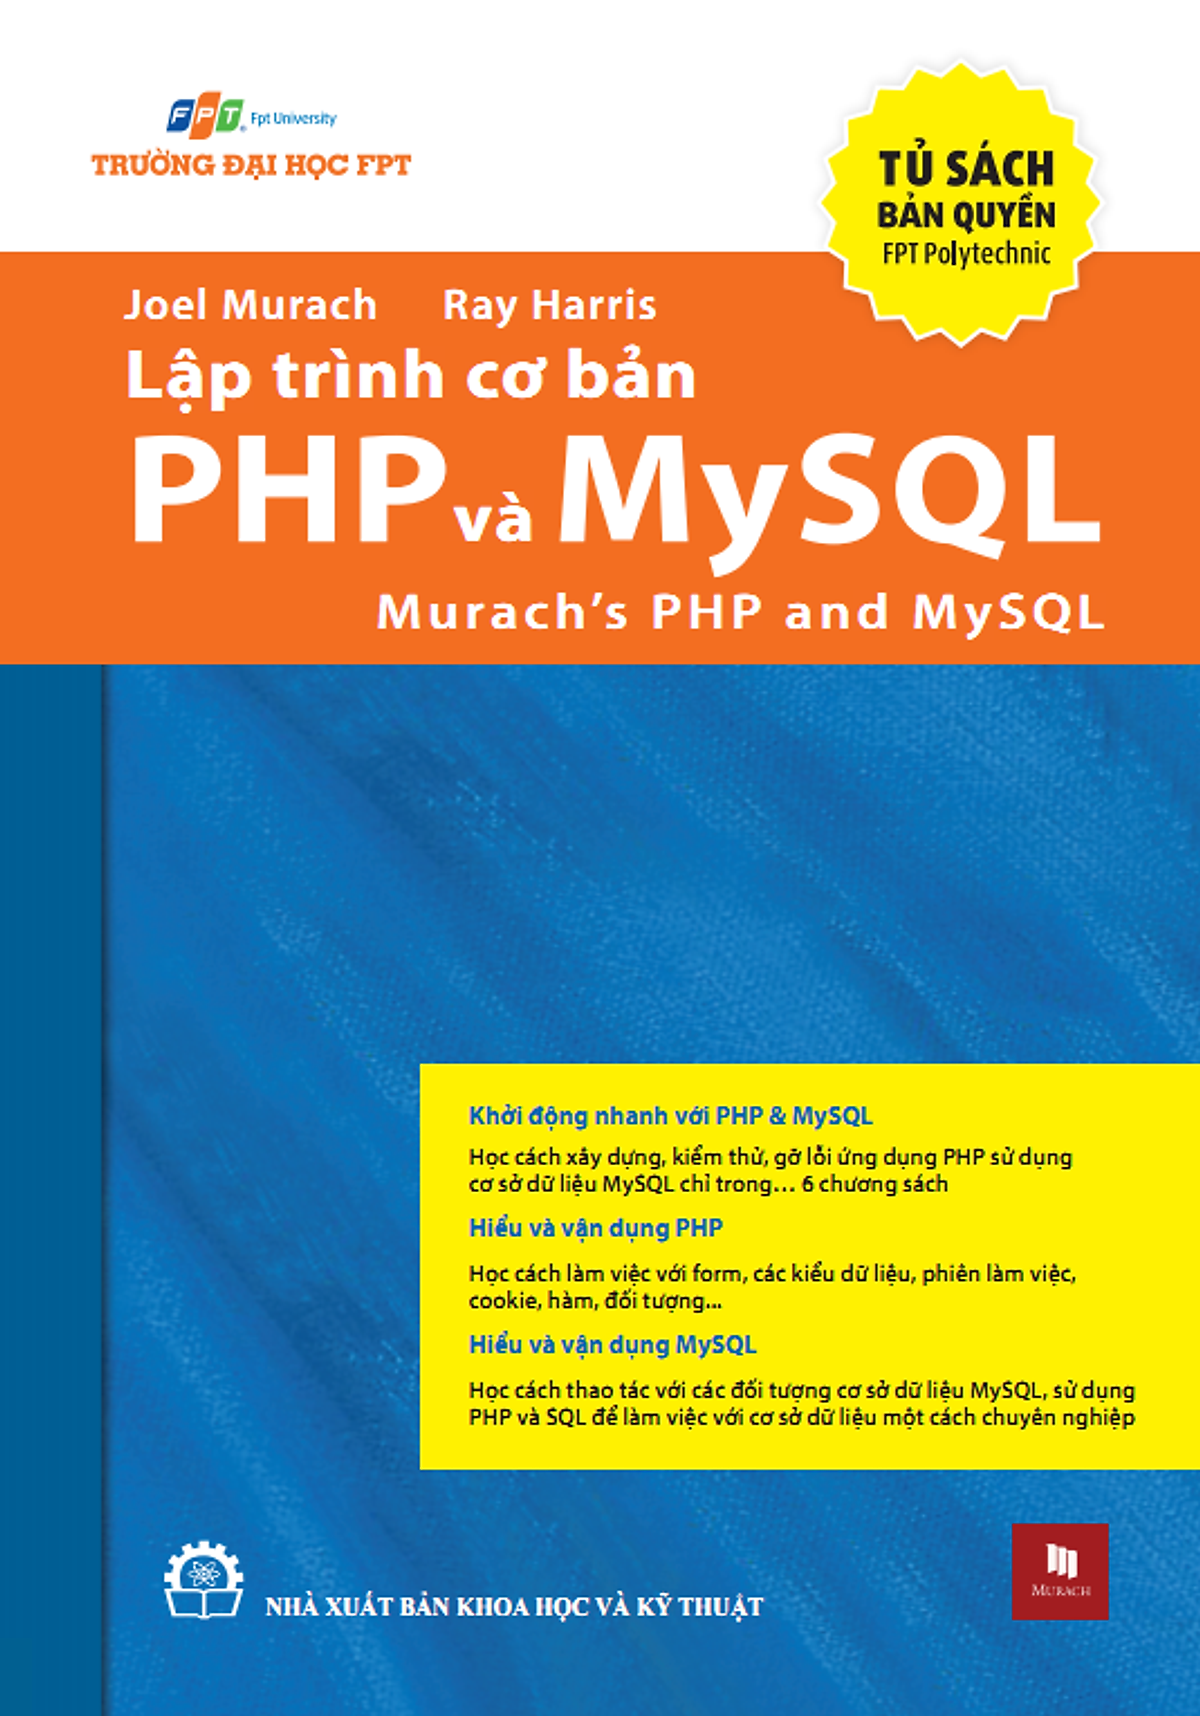 FPT Fpt University
TRƯỜNG ĐẠI HỌC FPT
TỦ SÁCH
BẢN QUYỀN
FPT Polytechnic
Joel Murach Ray Harris
Lập trình cơ bản
PHP và MySQL
Murach's PHP and MySQL
Khởi động nhanh với PHP & MySQL
Học cách xây dựng, kiểm thử, gỡ lỗi ứng dụng PHP sử dụng
cơ sở dữ liệu MySQL chỉ trong... 6 chương sách
Hiểu và vận dụng PHP
Học cách làm việc với form, các kiểu dữ liệu, phiên làm việc,
cookie, hàm, đối tượng...
Hiểu và vận dụng MySQL
Học cách thao tác với các đối tượng cơ sở dữ liệu MySQL, sử dụng
PHP và SQL để làm việc với cơ sở dữ liệu một cách chuyên nghiệp
NHÀ XUẤT BẢN KHOA HỌC VÀ KỸ THUẬT
MURACH